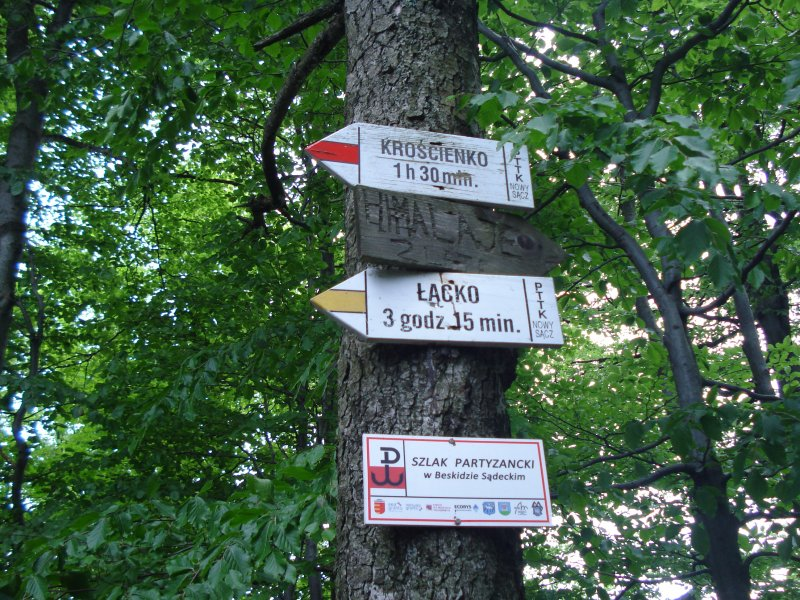 KROŚCIENKO
1 h 30 min.
PTTK
NOWY
SĄCZ
HIMALAJE
ŁĄCKO
3 godz. 15 min.
PTTK
NOWY
SĄCZ
SZLAK PARTYZANCKI
w Beskidzie Sądeckim